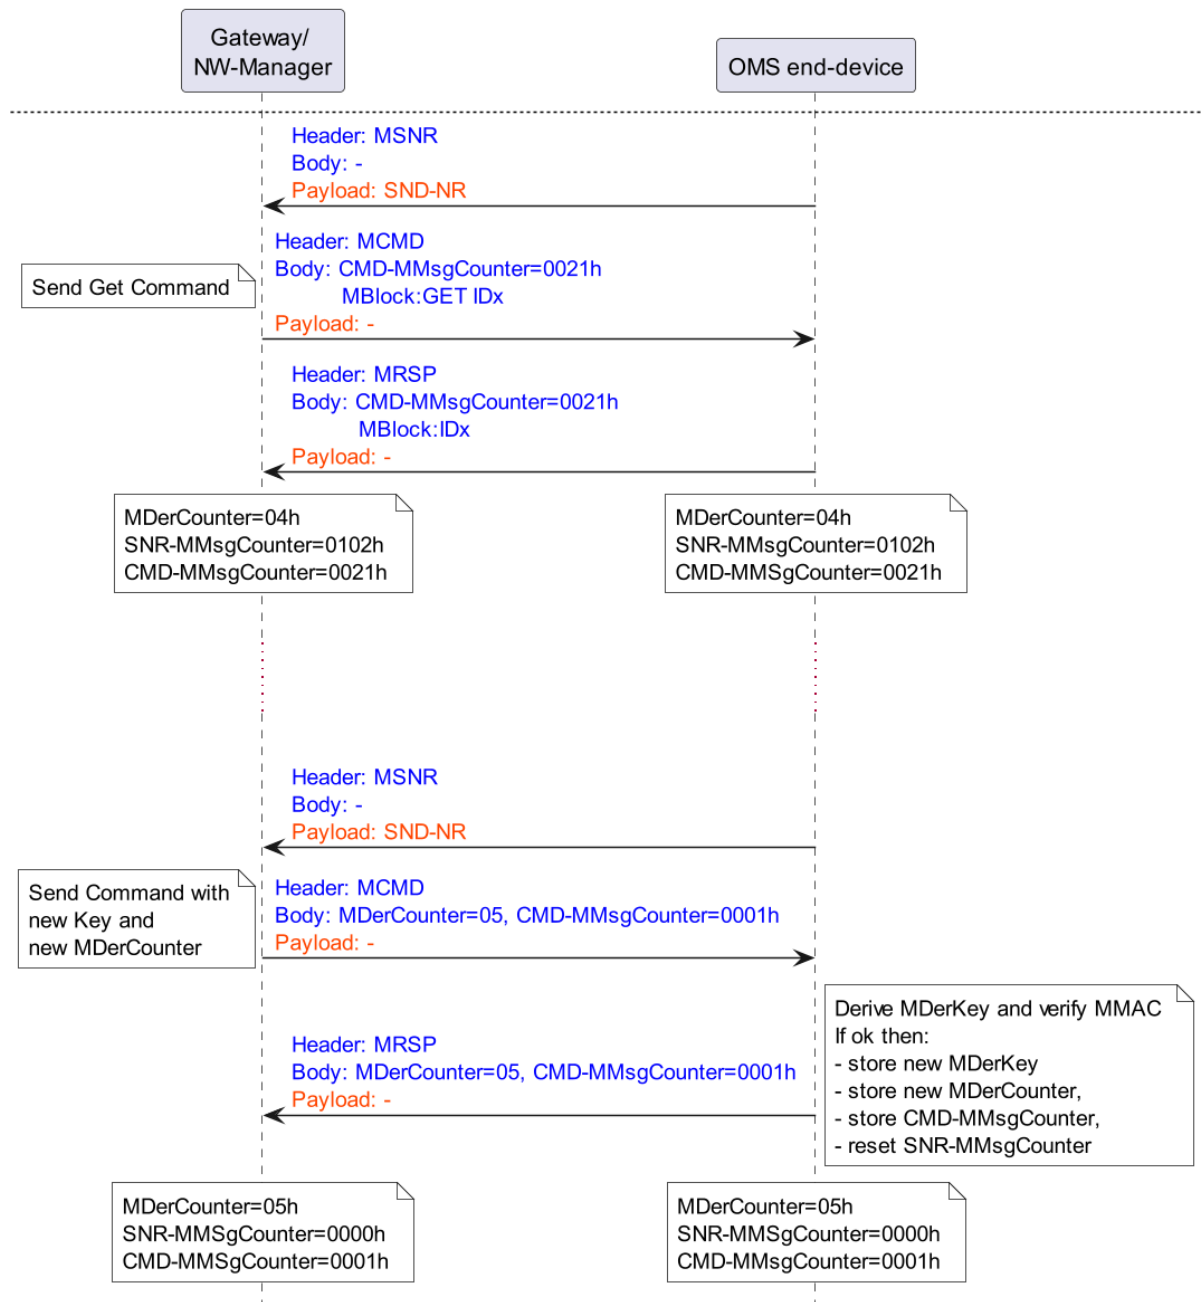 Gateway/
NW-Manager
OMS end-device
Header: MSNR
Body: -
Payload: SND-NR
Send Get Command
Header: MCMD
Body: CMD-MMsgCounter=0021h
MBlock:GET IDx
Payload: -
Header: MRSP
Body: CMD-MMsgCounter=0021h
MBlock:IDx
Payload: -
MDerCounter=04h
SNR-MMsgCounter=0102h
CMD-MMsgCounter=0021h
MDerCounter=04h
SNR-MMsgCounter=0102h
CMD-MMSgCounter=0021h
Header: MSNR
Body: -
Payload: SND-NR
Send Command with
new Key and
new MDerCounter
Header: MCMD
Body: MDerCounter=05, CMD-MMsgCounter=0001h
Payload: -
Derive MDerKey and verify MMAC
If ok then:
- store new MDerKey
- store new MDerCounter,
- store CMD-MMsgCounter,
- reset SNR-MMsgCounter
Header: MRSP
Body: MDerCounter=05, CMD-MMsgCounter=0001h
Payload: -
MDerCounter=05h
SNR-MMSgCounter=0000h
CMD-MMSgCounter=0001h
MDerCounter=05h
SNR-MMSgCounter=0000h
CMD-MMsgCounter=0001h